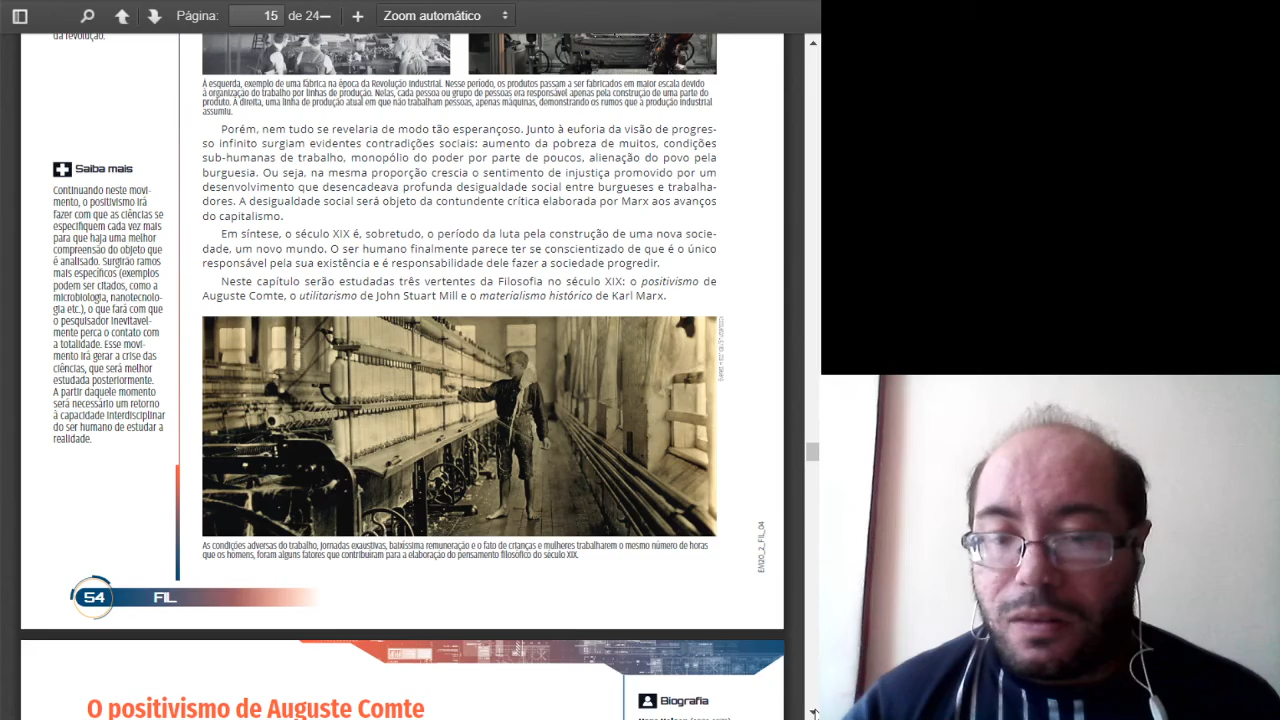 Página:
15
de 24
Zoom automático
da revolução.
À esquerda, exemplo de uma fábrica na época da Revolução Industrial. Nesse período, os produtos passam a ser fabricados em maior escala devido
à organização do trabalho por linhas de produção. Nelas, cada pessoa ou grupo de pessoas era responsável apenas pela construção de uma parte do
produto. À direita, uma linha de produção atual em que não trabalham pessoas, apenas máquinas, demonstrando os rumos que a produção industrial
assumiu.
Porém, nem tudo se revelaria de modo tão esperançoso. Junto à euforia da visão de progres-
so infinito surgiam evidentes contradições sociais: aumento da pobreza de muitos, condições
sub-humanas de trabalho, monopólio do poder por parte de poucos, alienação do povo pela
burguesia. Ou seja, na mesma proporção crescia o sentimento de injustiça promovido por um
desenvolvimento que desencadeava profunda desigualdade social entre burgueses e trabalha-
dores. A desigualdade social será objeto da contundente crítica elaborada por Marx aos avanços
do capitalismo.
Em síntese, o século XIX é, sobretudo, o período da luta pela construção de uma nova socie-
dade, um novo mundo. O ser humano finalmente parece ter se conscientizado de que é o único
responsável pela sua existência e é responsabilidade dele fazer a sociedade progredir.
Neste capítulo serão estudadas três vertentes da Filosofia no século XIX: o positivismo de
Auguste Comte, o utilitarismo de John Stuart Mill e o materialismo histórico de Karl Marx.
Saiba mais
Continuando neste movi-
mento, o positivismo irá
fazer com que as ciências se
especifiquem cada vez mais
para que haja uma melhor
compreensão do objeto que
é analisado. Surgirão ramos
mais específicos (exemplos
podem ser citados, como a
microbiologia, nanotecnolo-
gia etc.), o que fará com que
o pesquisador inevitavel-
mente perca o contato com
a totalidade. Esse movi-
mento irá gerar a crise das
ciências, que será melhor
estudada posteriormente.
A partir daquele momento
será necessário um retorno
à capacidade interdisciplinar
do ser humano de estudar a
realidade.
As condições adversas do trabalho, jornadas exaustivas, baixíssima remuneração e o fato de crianças e mulheres trabalharem o mesmo número de horas
que os homens, foram alguns fatores que contribuíram para a elaboração do pensamento filosófico do século XIX.
EM20_2_FIL_04
54
FIL
O positivismo de Auguste Comte
Biografia